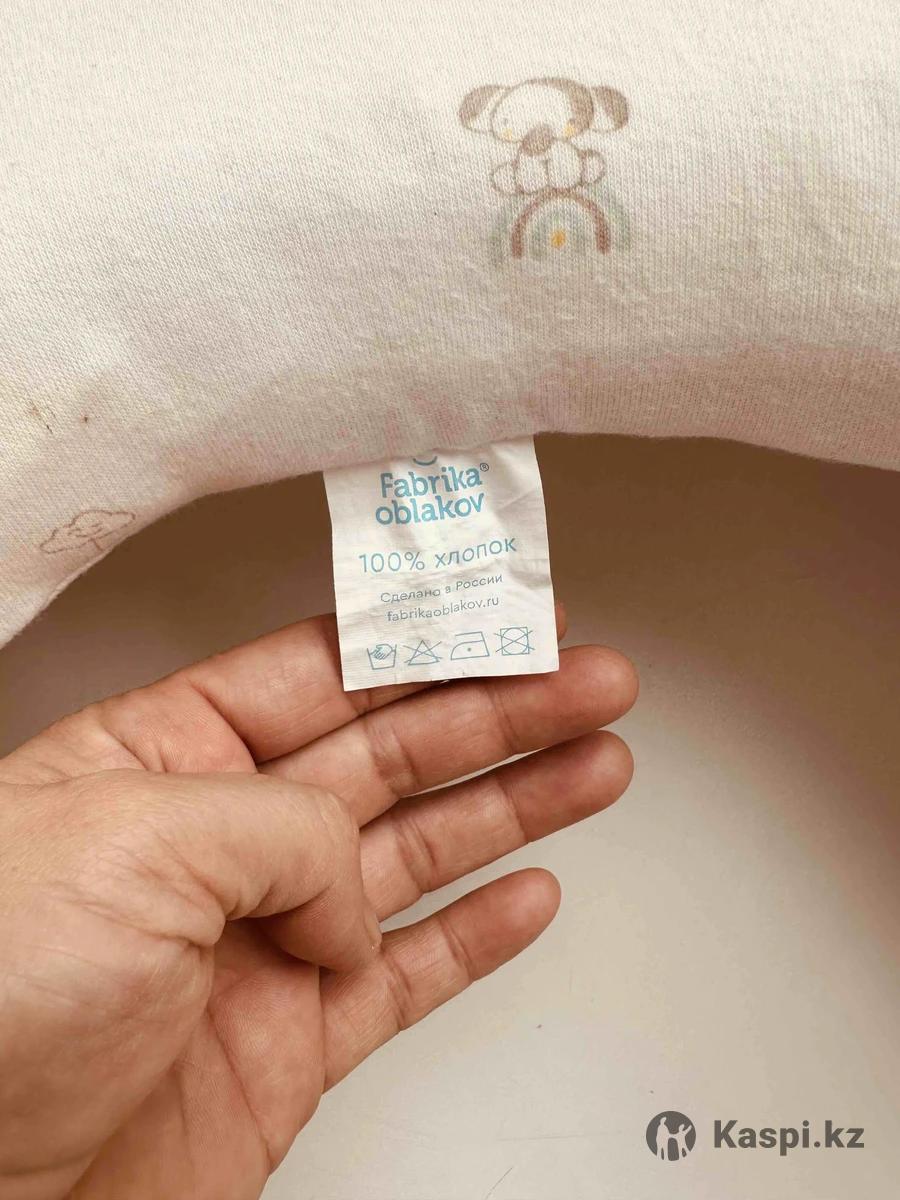 Fabrika®
oblakov
100% хлопок
Сделано в России
fabrikaoblakov.ru
Kaspi.kz